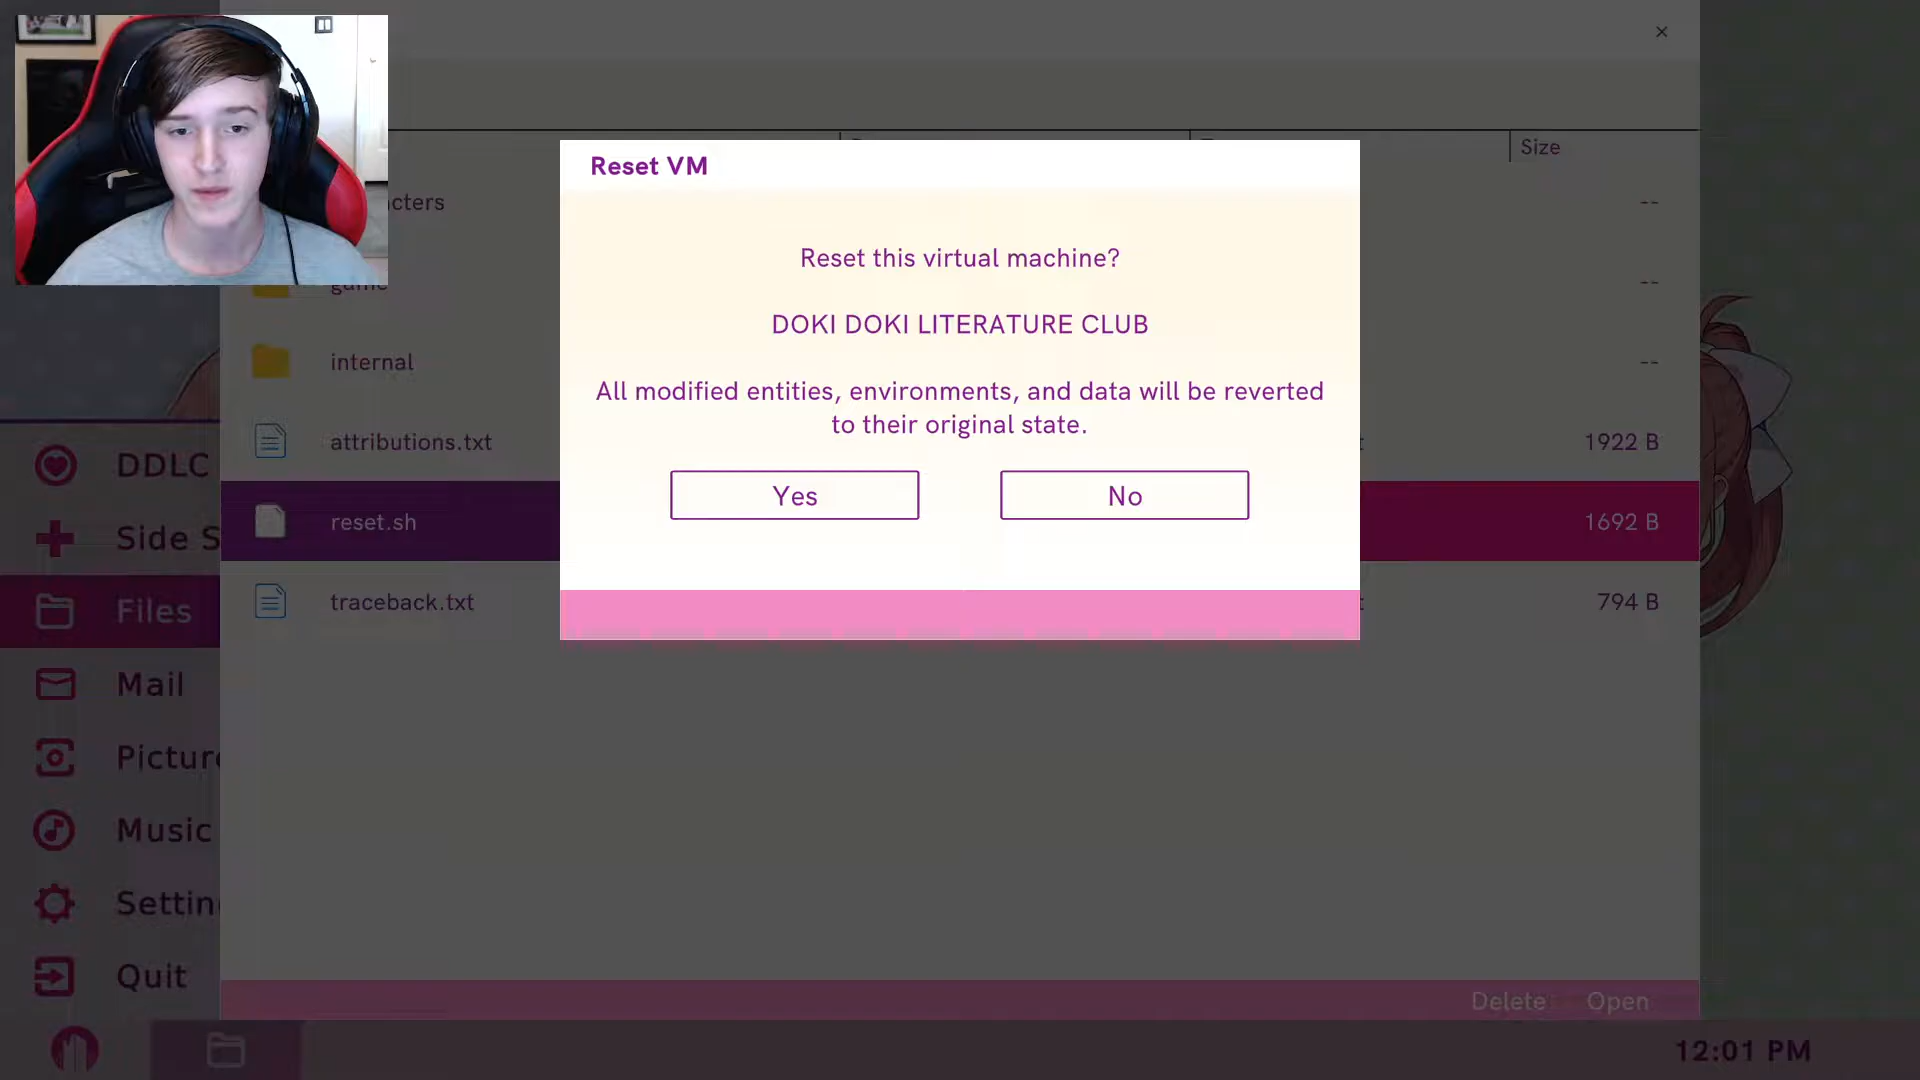 Size
Reset VM
cters
--
Reset this virtual machine?
game
--
DOKI DOKI LITERATURE CLUB
internal
--
All modified entities, environments, and data will be reverted
to their original state.
attributions.txt
t
1922 B
DDLC
Yes
No
reset.sh
1692 B
Side S
traceback.txt
t
794 B
Files
Mail
Pictur
Music
Settin
Quit
Delete
Open
12:01 PM